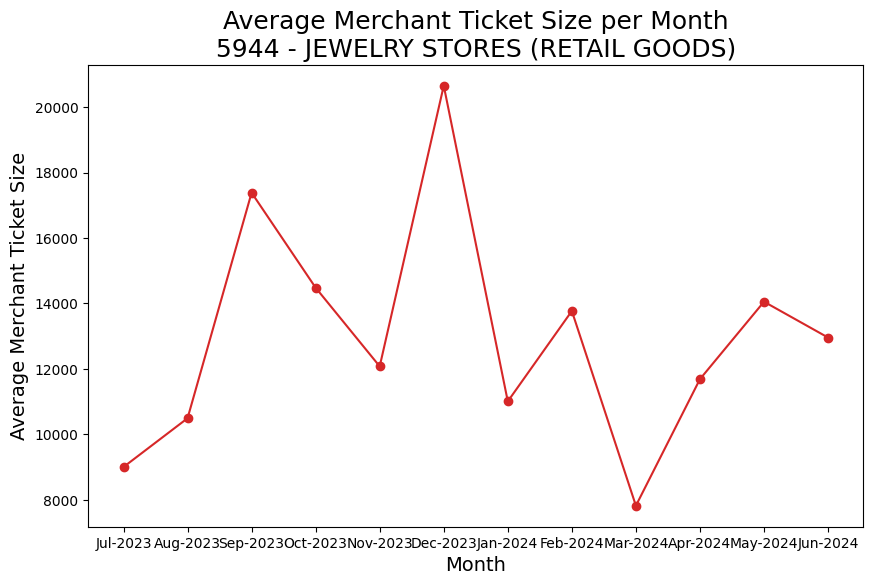 Average Merchant Ticket Size per Month
5944 - JEWELRY STORES (RETAIL GOODS)
Average Merchant Ticket Size
20000
18000
16000
14000
12000
10000
8000
Jul-2023 Aug-2023 Sep-2023 Oct-2023 Nov-2023 Dec-2023 Jan-2024 Feb-2024 Mar-2024 Apr-2024 May-2024 Jun-2024
Month